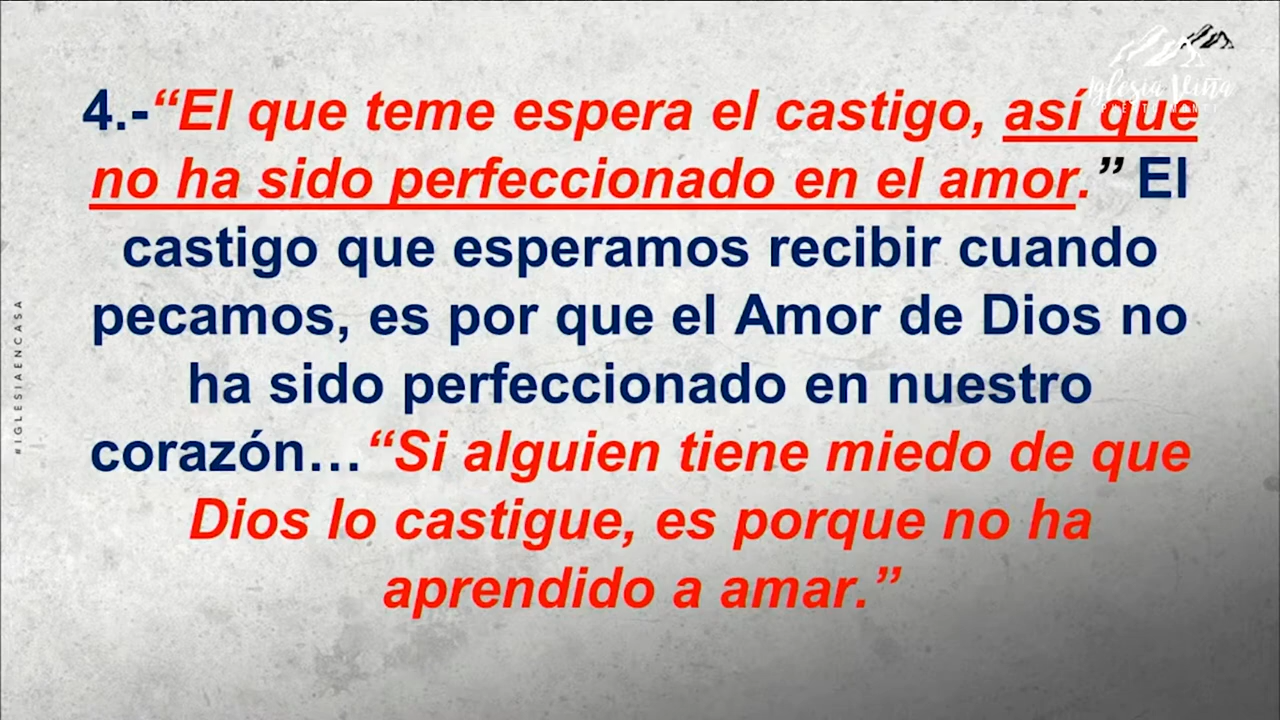 Iglesia Viña
4.-“El que teme espera el castigo, así que
no ha sido perfeccionado en el amor.” El
castigo que esperamos recibir cuando
pecamos, es por que el Amor de Dios no
ha sido perfeccionado en nuestro
corazón…“Si alguien tiene miedo de que
Dios lo castigue, es porque no ha
aprendido a amar.”
#IGLESIAENCASA